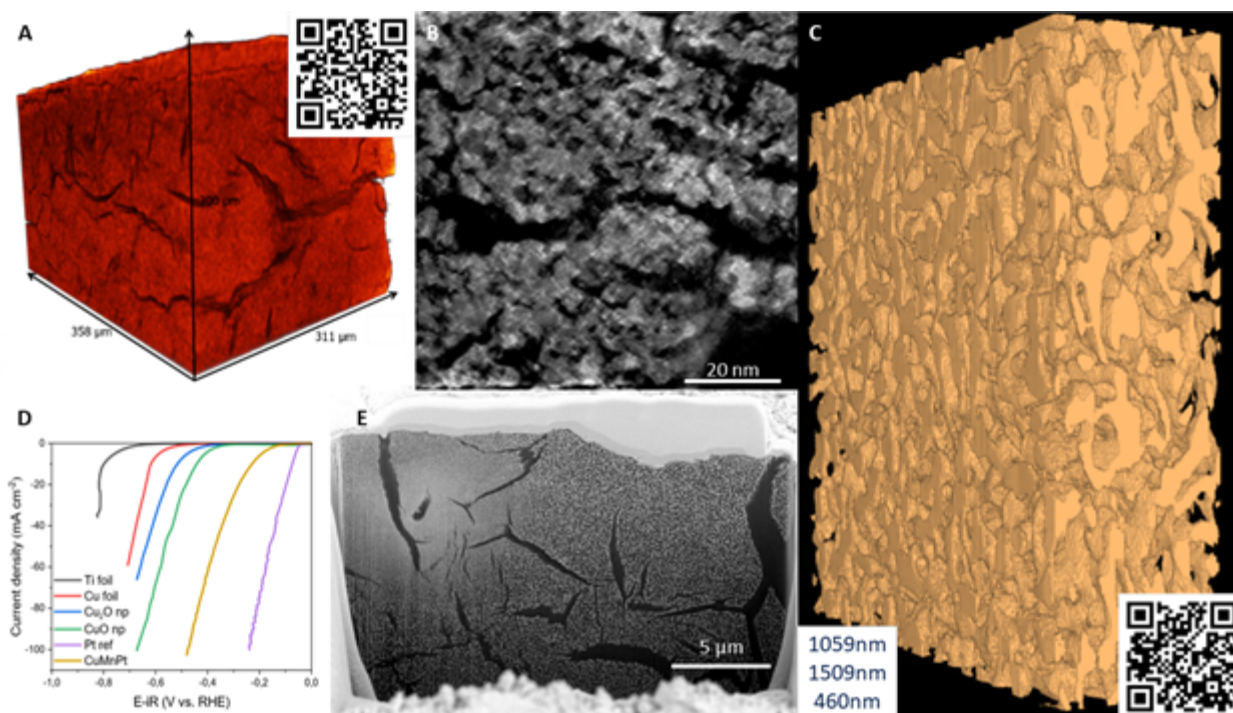 A
358 µm
311 µm
B
20 nm
C
D
0
-20
-40
-60
-80
-100
Current density (mA cm⁻²)
Ti foil
Cu foil
Cu₂O np
CuO np
Pt ref
CuMnPt
-1,0
-0,8
-0,6
-0,4
-0,2
0,0
E-iR (V vs. RHE)
E
5 µm
1059nm
1509nm
460nm